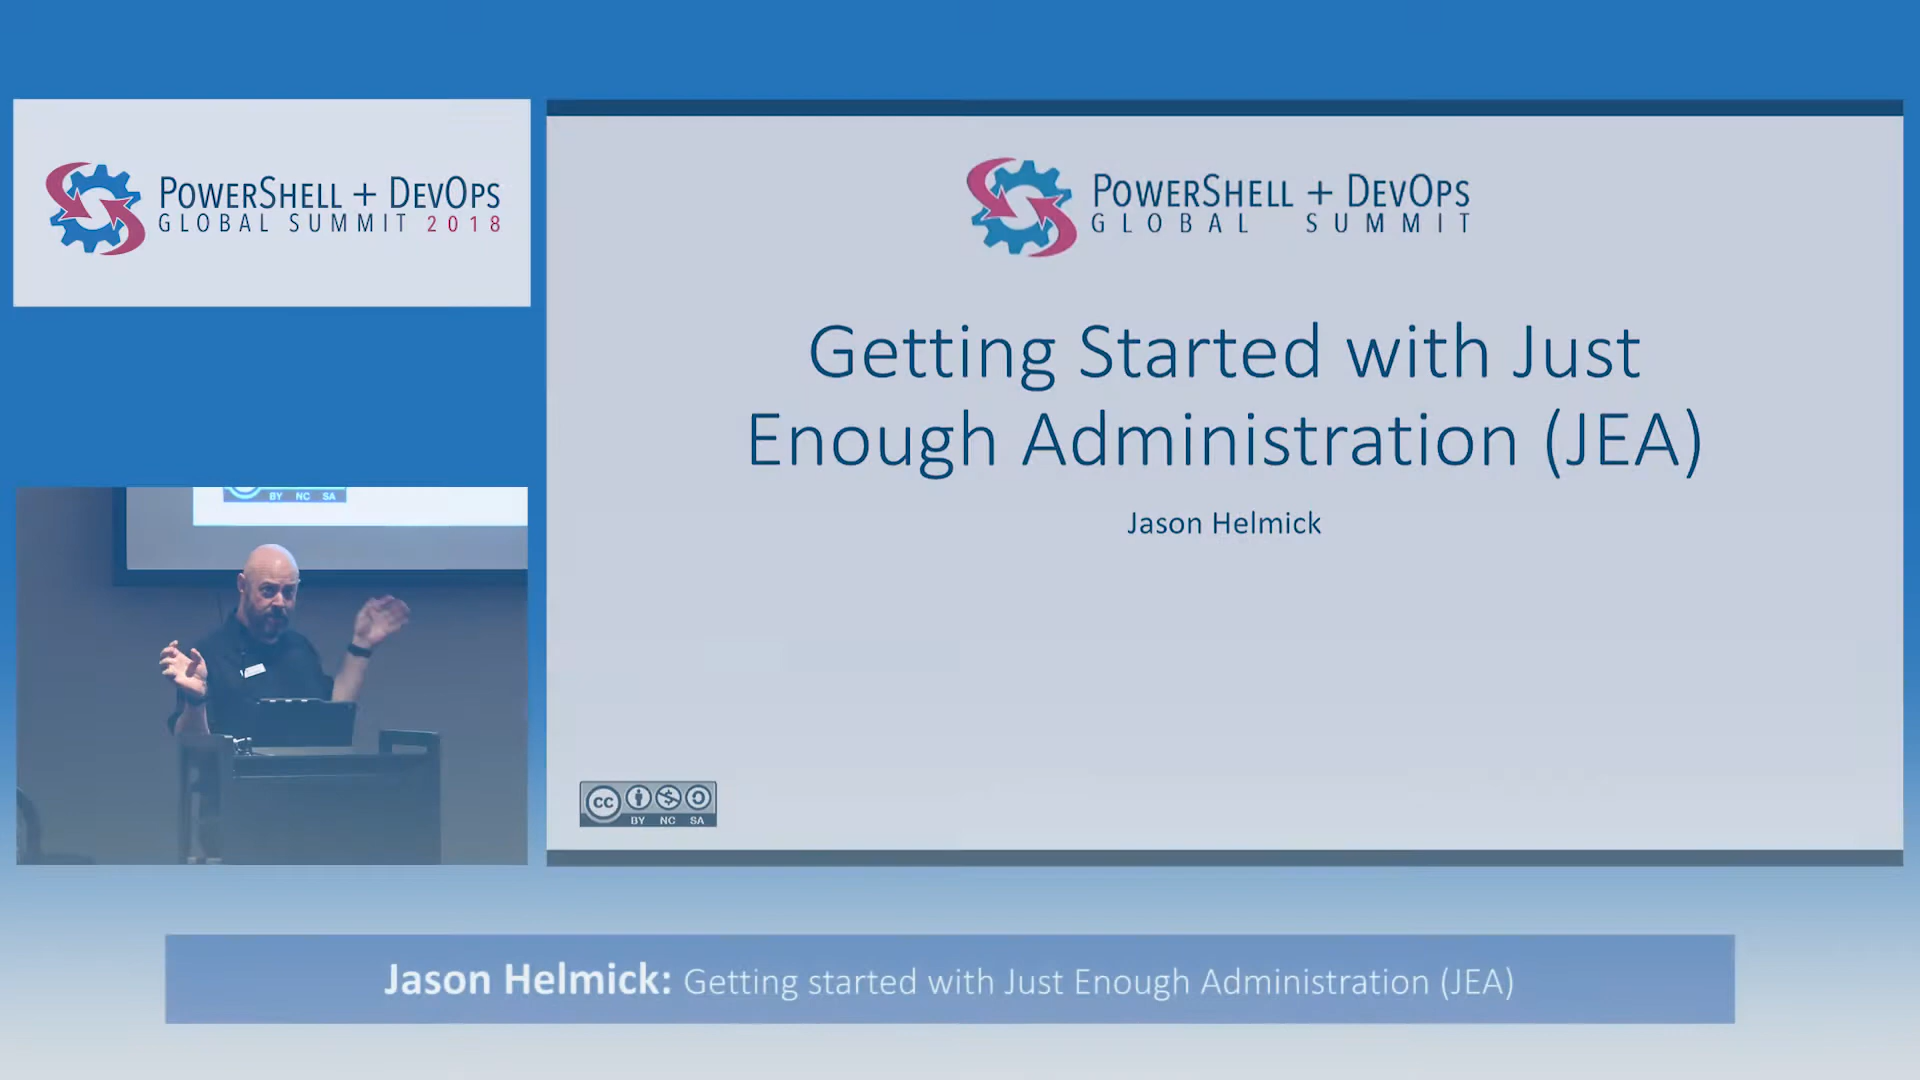 POWERSHELL + DEVOPS
GLOBAL SUMMIT 2018
POWERSHELL + DEVOPS
GLOBAL SUMMIT
Getting Started with Just
Enough Administration (JEA)
Jason Helmick
BY NC SA
cc
BY NC SA
Jason Helmick: Getting started with Just Enough Administration (JEA)